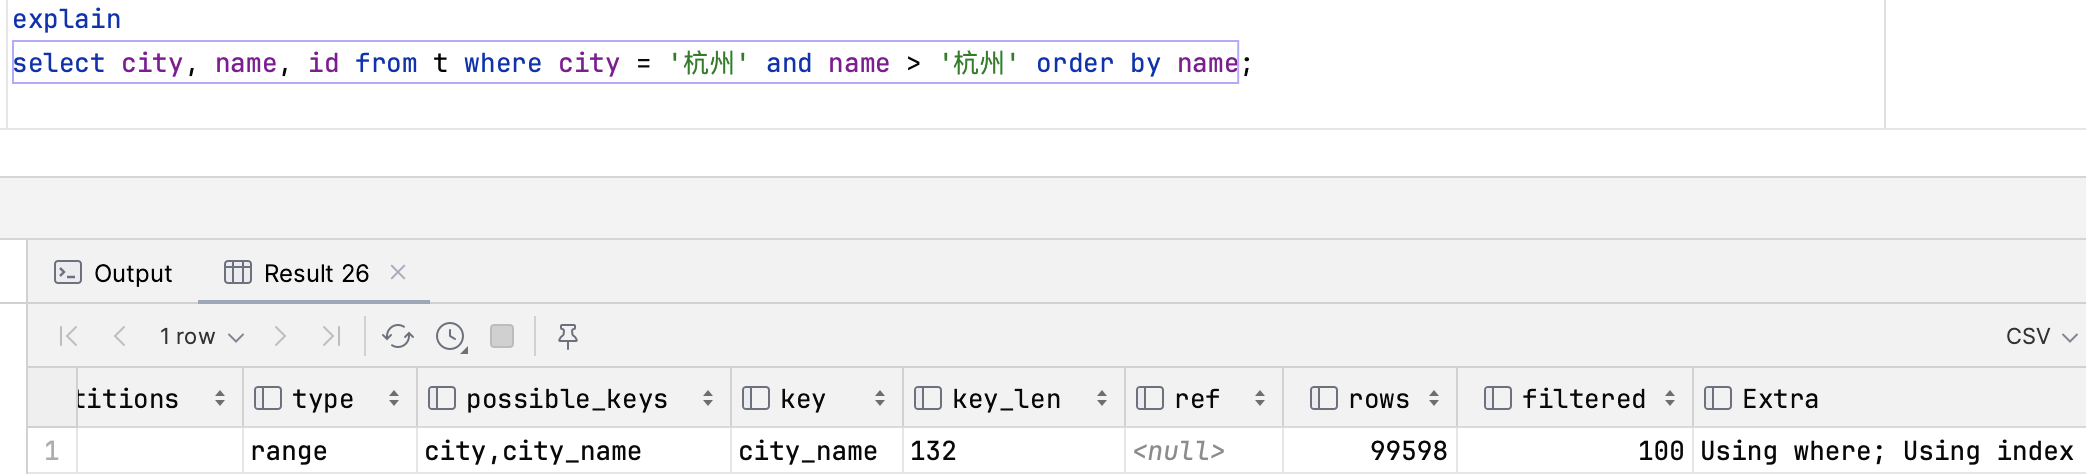 explain
select city, name, id from t where city = '杭州' and name > '杭州' order by name;
Output Result 26
1 row CSV
titions type possible_keys key key_len ref rows filtered Extra
1 range city,city_name city_name 132 <null> 99598 100 Using where; Using index